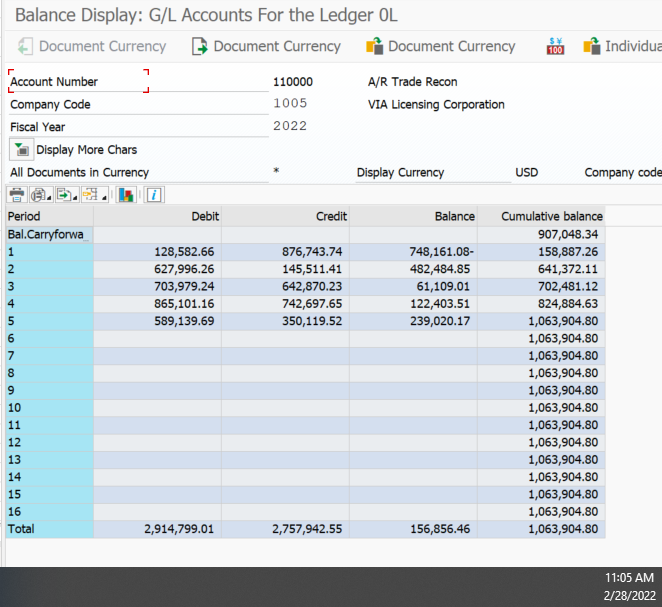 Balance Display: G/L Accounts For the Ledger 0L
Document Currency Document Currency Document Currency Individua
Account Number 110000 A/R Trade Recon
Company Code 1005 VIA Licensing Corporation
Fiscal Year 2022
Display More Chars
All Documents in Currency * Display Currency USD Company code
Period Debit Credit Balance Cumulative balance
Bal.Carryforwa_ 907,048.34
1 128,582.66 876,743.74 748,161.08- 158,887.26
2 627,996.26 145,511.41 482,484.85 641,372.11
3 703,979.24 642,870.23 61,109.01 702,481.12
4 865,101.16 742,697.65 122,403.51 824,884.63
5 589,139.69 350,119.52 239,020.17 1,063,904.80
6 1,063,904.80
7 1,063,904.80
8 1,063,904.80
9 1,063,904.80
10 1,063,904.80
11 1,063,904.80
12 1,063,904.80
13 1,063,904.80
14 1,063,904.80
15 1,063,904.80
16 1,063,904.80
Total 2,914,799.01 2,757,942.55 156,856.46 1,063,904.80
11:05 AM
2/28/2022